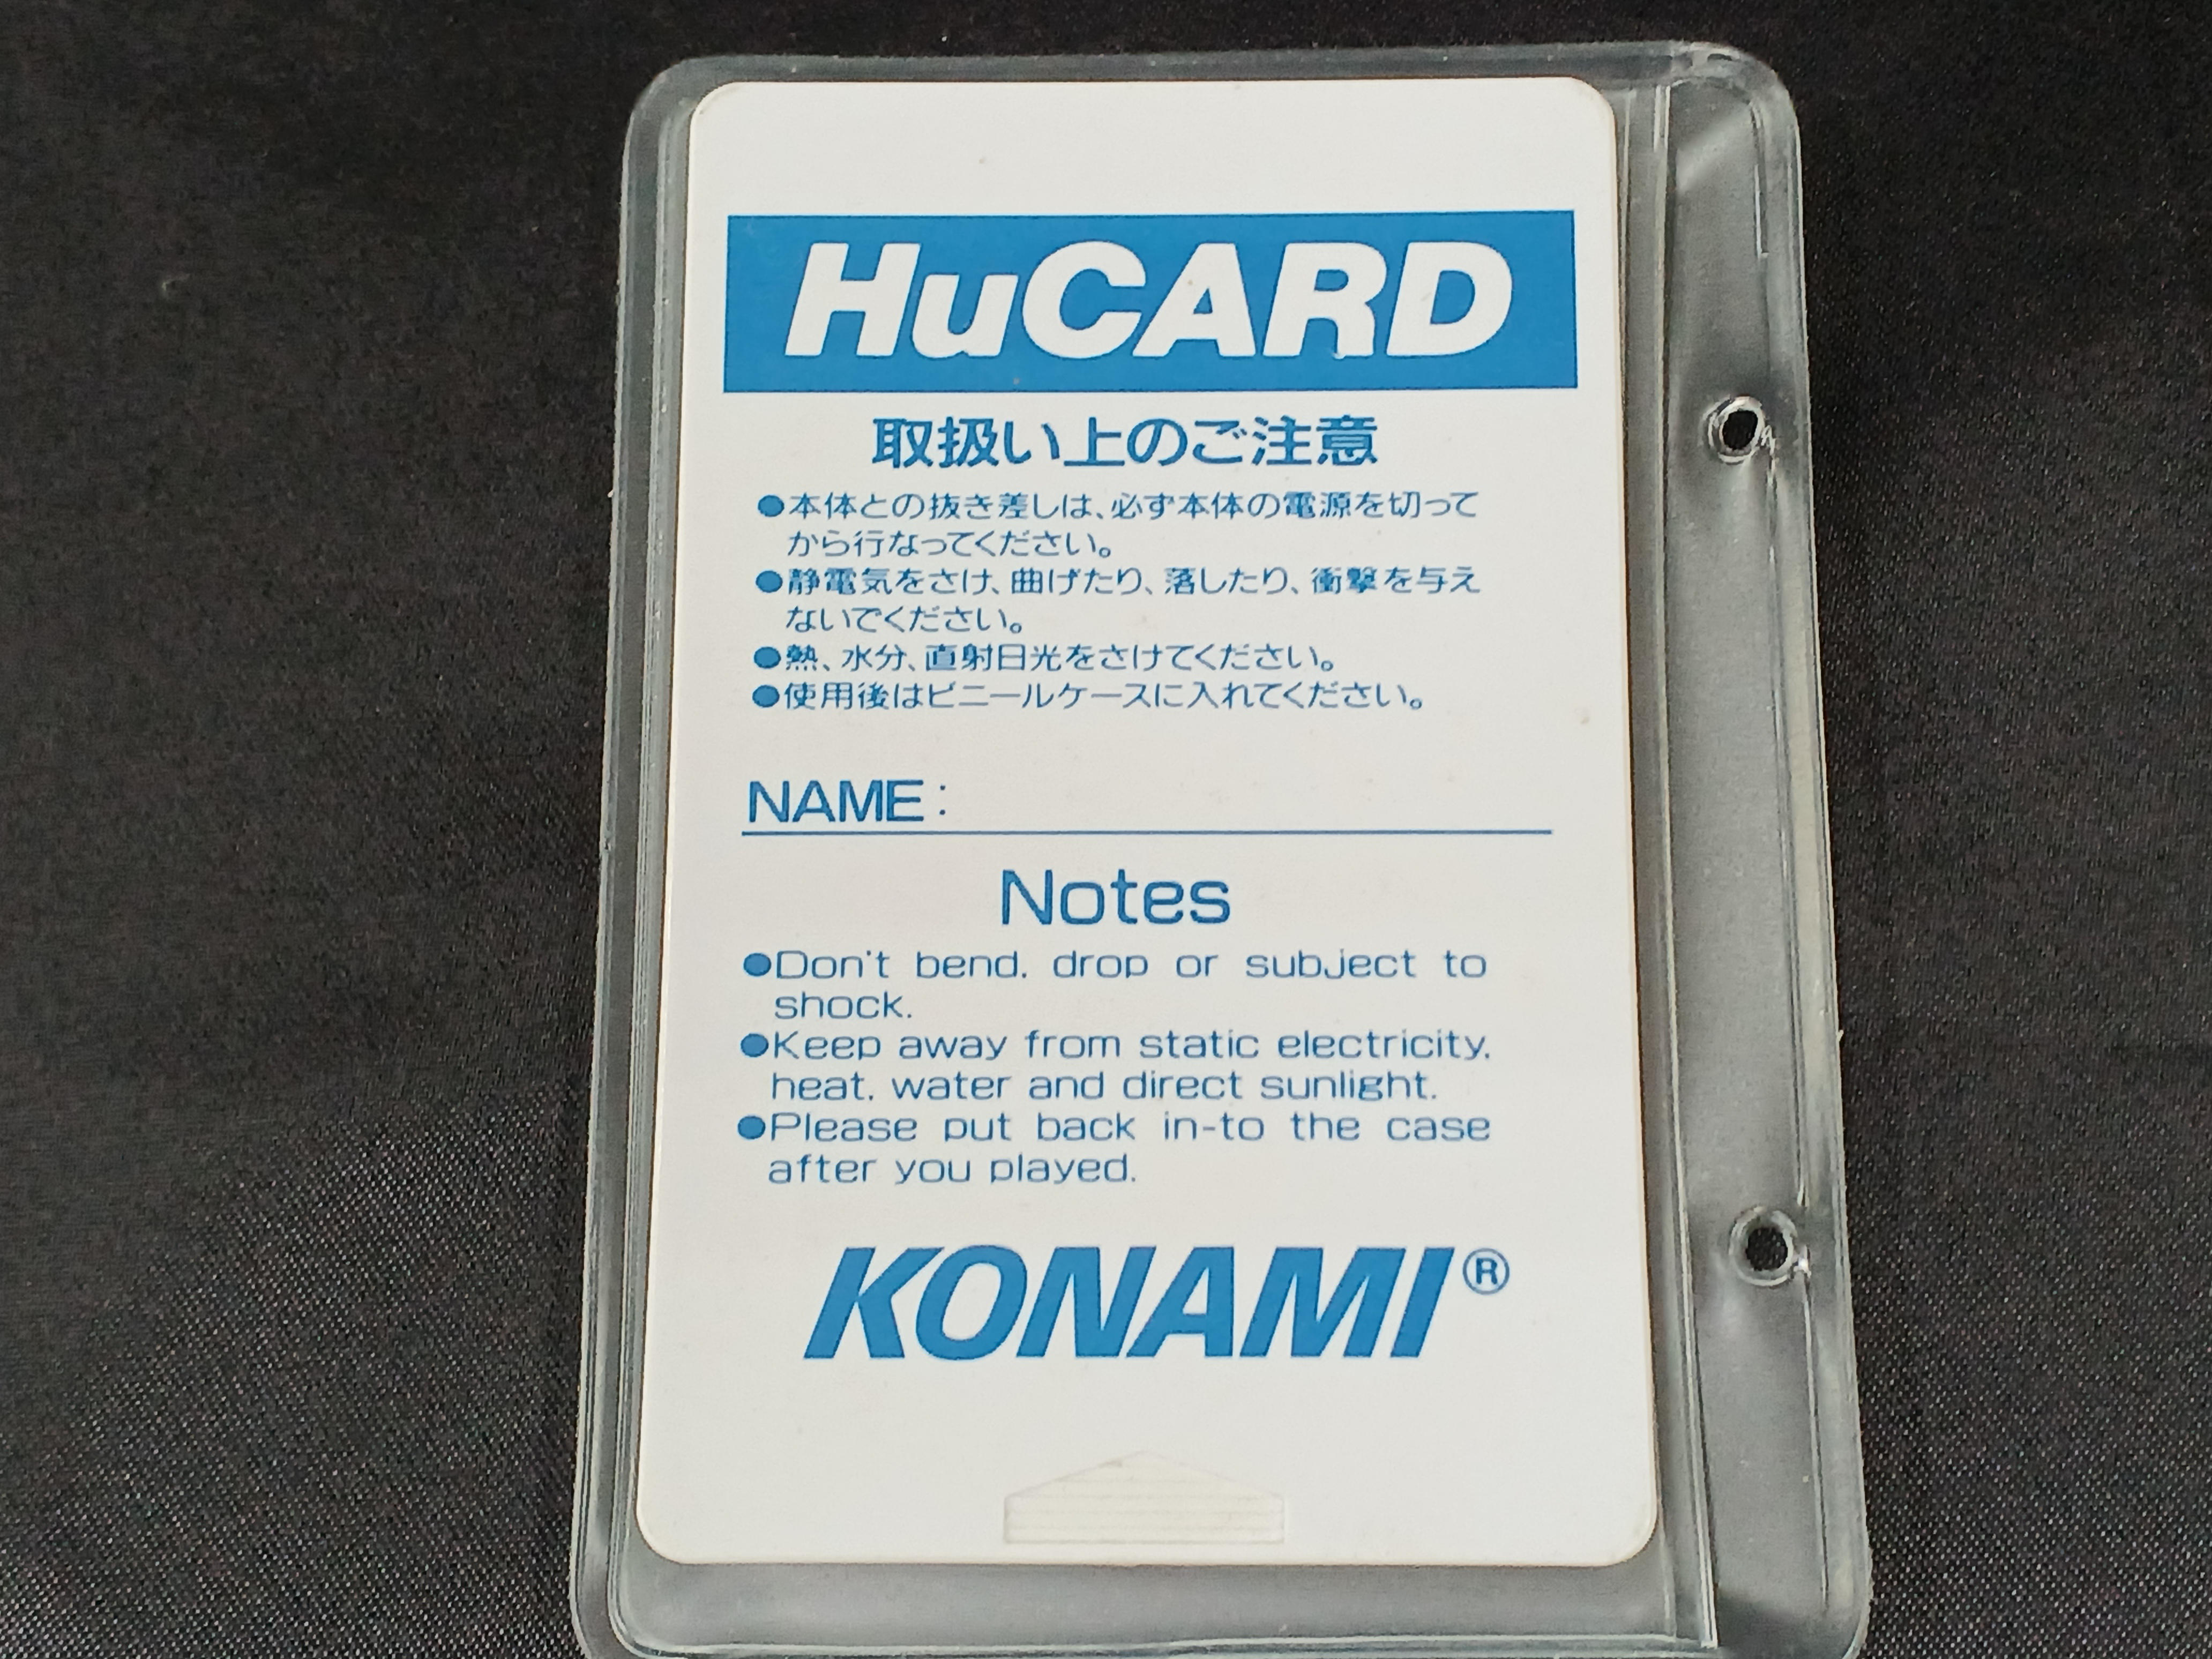 HuCARD
取扱い上のご注意
●本体との抜き差しは、必ず本体の電源を切って
から行なってください。
●静電気をさけ、曲げたり、落したり、衝撃を与え
ないでください。
●熱、水分、直射日光をさけてください。
●使用後はビニールケースに入れてください。
NAME:
Notes
●Don't bend. drop or subject to
shock.
●Keep away from static electricity.
heat. water and direct sunlight.
●Please put back in-to the case
after you played.
KONAMI®